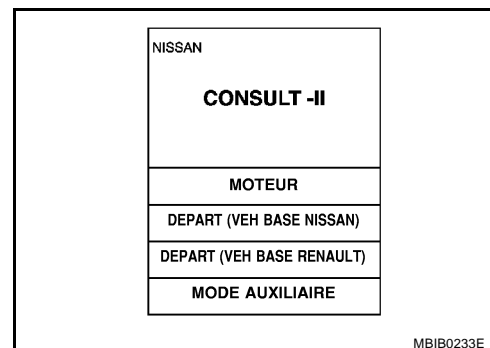 NISSAN
CONSULT -II
MOTEUR
DEPART (VEH BASE NISSAN)
DEPART (VEH BASE RENAULT)
MODE AUXILIAIRE
MBIB0233E